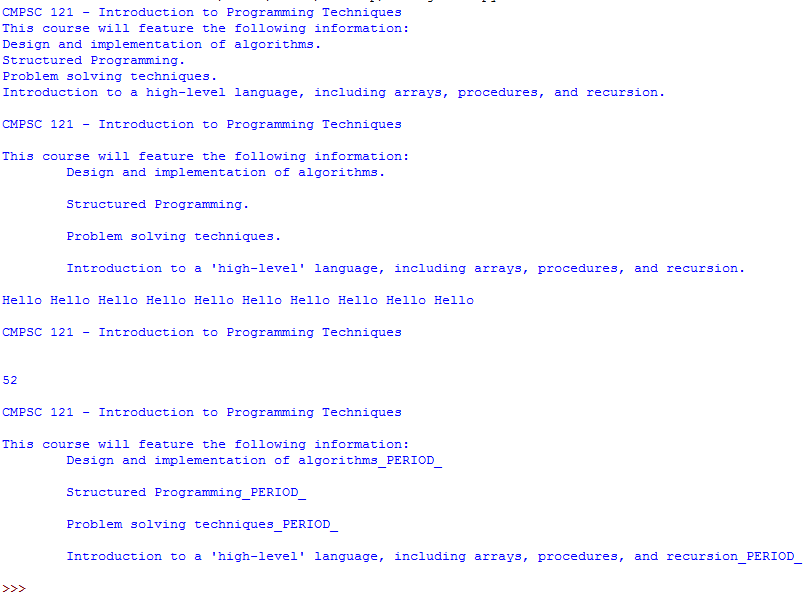 CMPSC 121 - Introduction to Programming Techniques
This course will feature the following information:
Design and implementation of algorithms.
Structured Programming.
Problem solving techniques.
Introduction to a high-level language, including arrays, procedures, and recursion.
CMPSC 121 - Introduction to Programming Techniques
This course will feature the following information:
Design and implementation of algorithms.
Structured Programming.
Problem solving techniques.
Introduction to a 'high-level' language, including arrays, procedures, and recursion.
Hello Hello Hello Hello Hello Hello Hello Hello Hello Hello
CMPSC 121 - Introduction to Programming Techniques
52
CMPSC 121 - Introduction to Programming Techniques
This course will feature the following information:
Design and implementation of algorithms_PERIOD_
Structured Programming_PERIOD_
Problem solving techniques_PERIOD_
Introduction to a 'high-level' language, including arrays, procedures, and recursion_PERIOD_
>>>